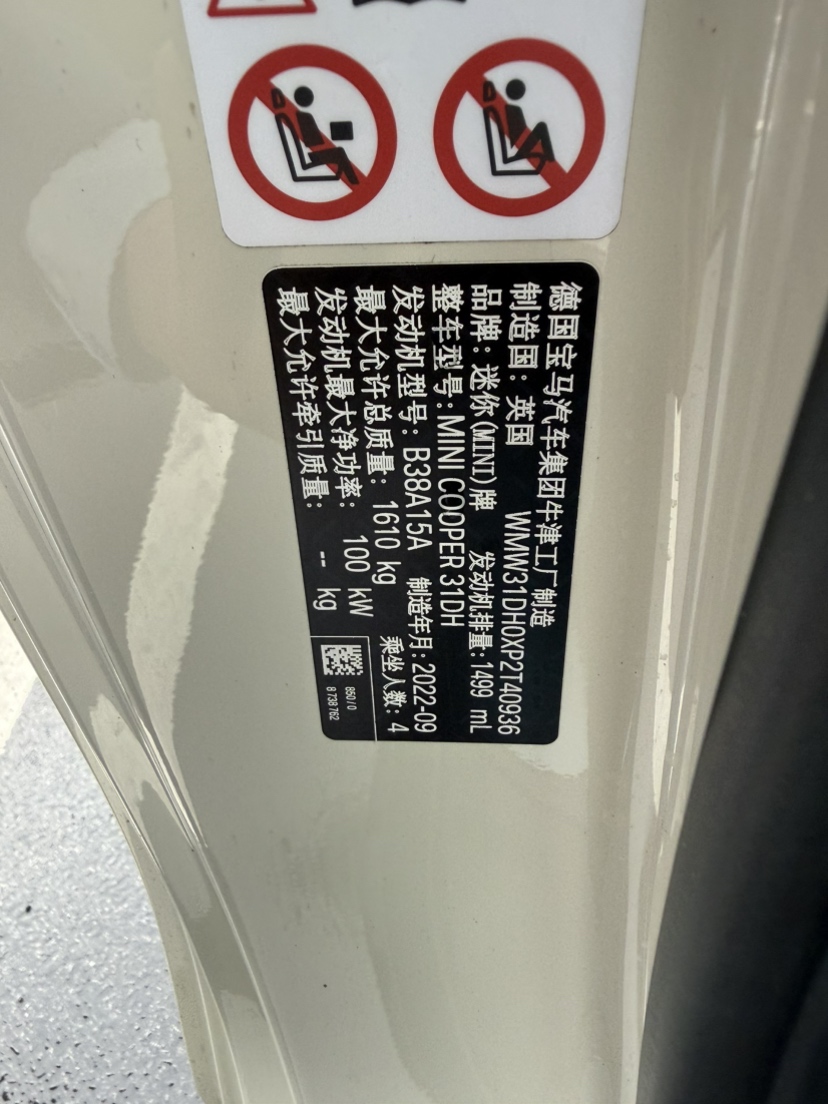 德国宝马汽车集团牛津工厂制造
制造国: 英国 WMW31DH0XP2T40936
品牌: 迷你(MINI)牌 发动机排量:1499 mL
整车型号:MINI COOPER 31DH
发动机型号: B38A15A 制造年月:2022-09
最大允许总质量: 1610 kg 乘坐人数: 4
发动机最大净功率: 100 kW
最大允许牵引质量: -- kg
850 / 0
8 738 762